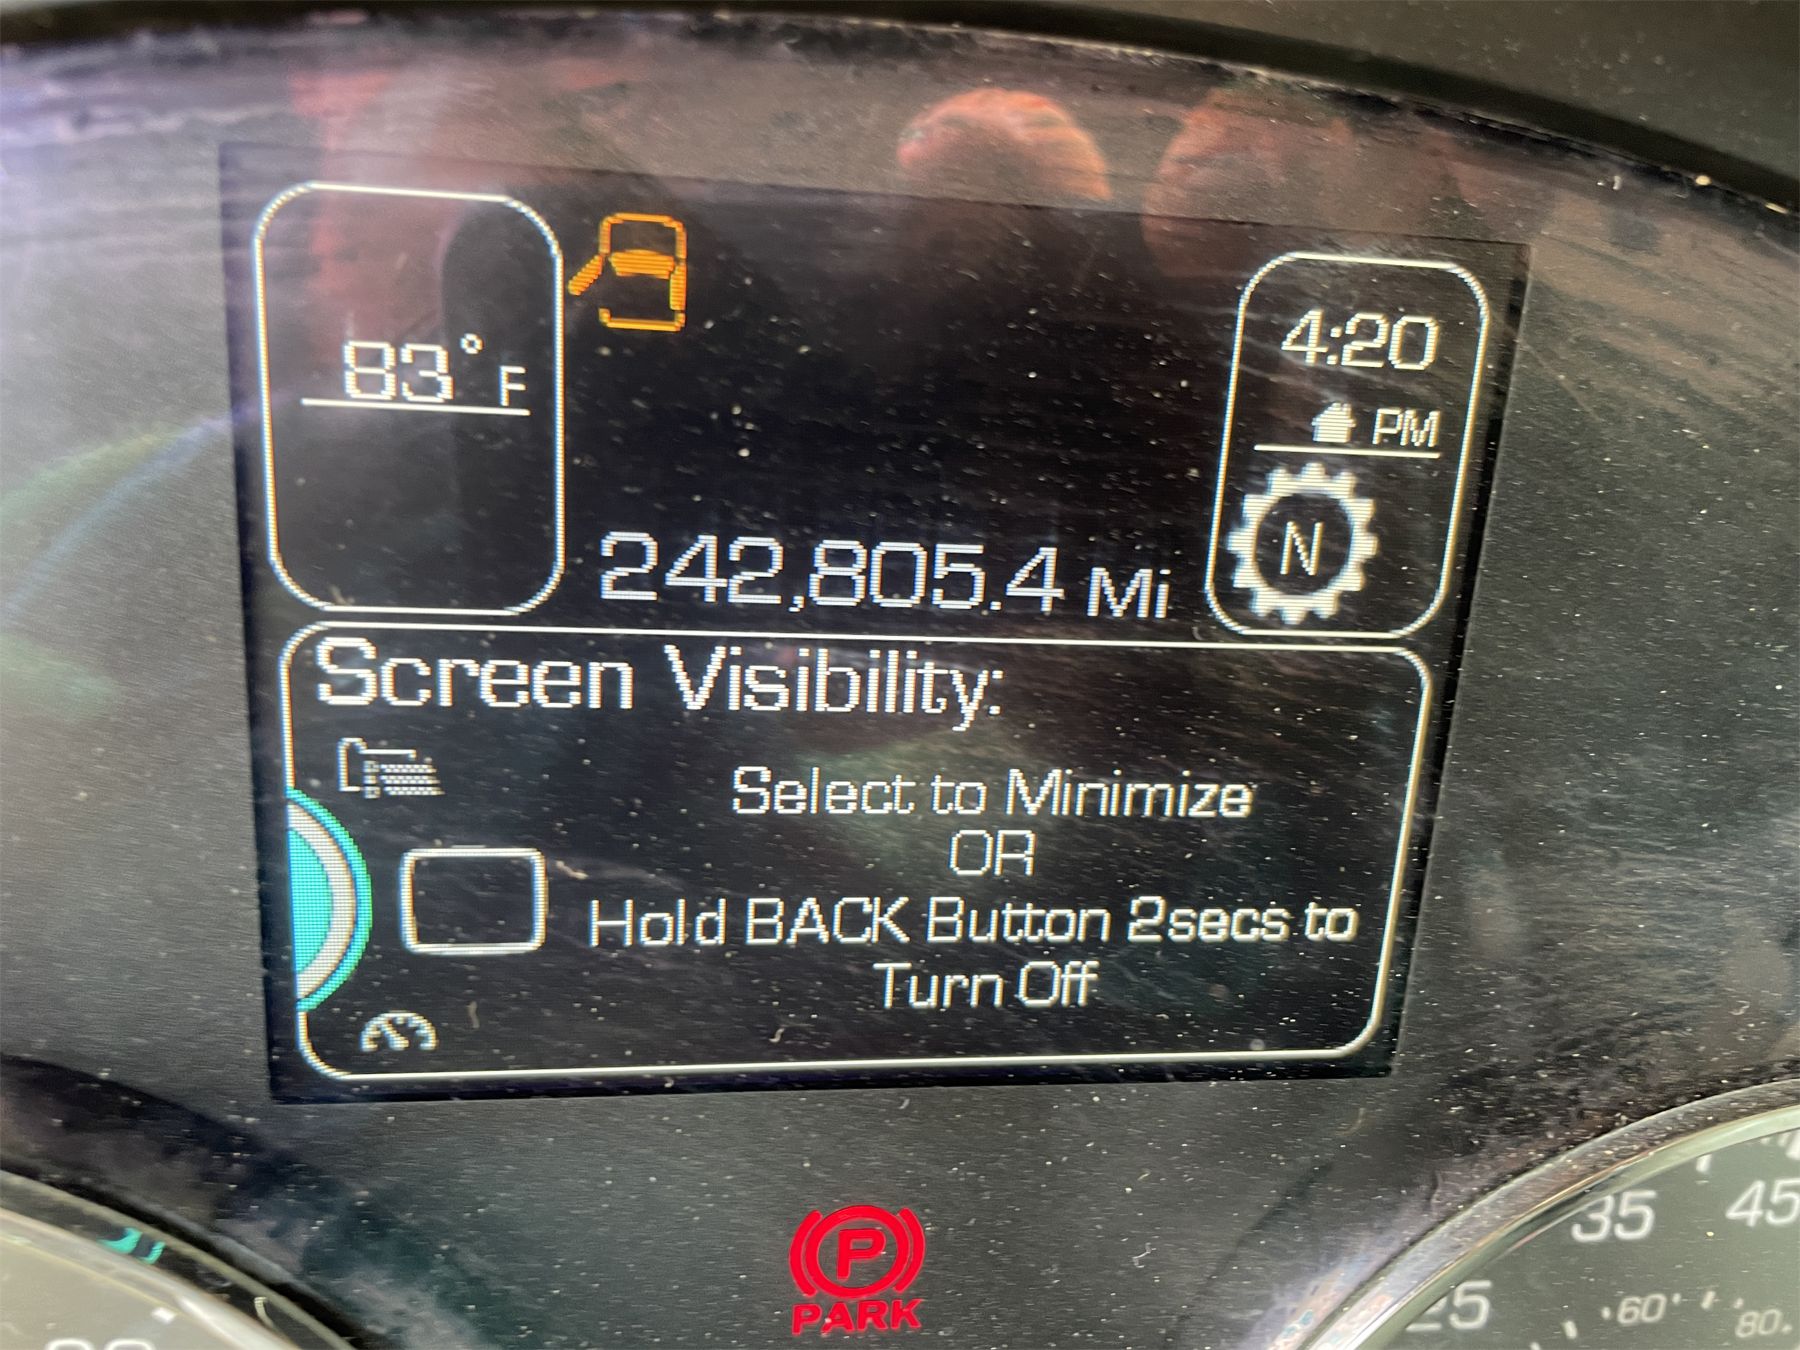 83° F
4:20
PM
N
242,805.4 Mi
Screen Visibility:
Select to Minimize
OR
Hold BACK Button 2secs to
Turn Off
P
PARK
35 45
25 60 80